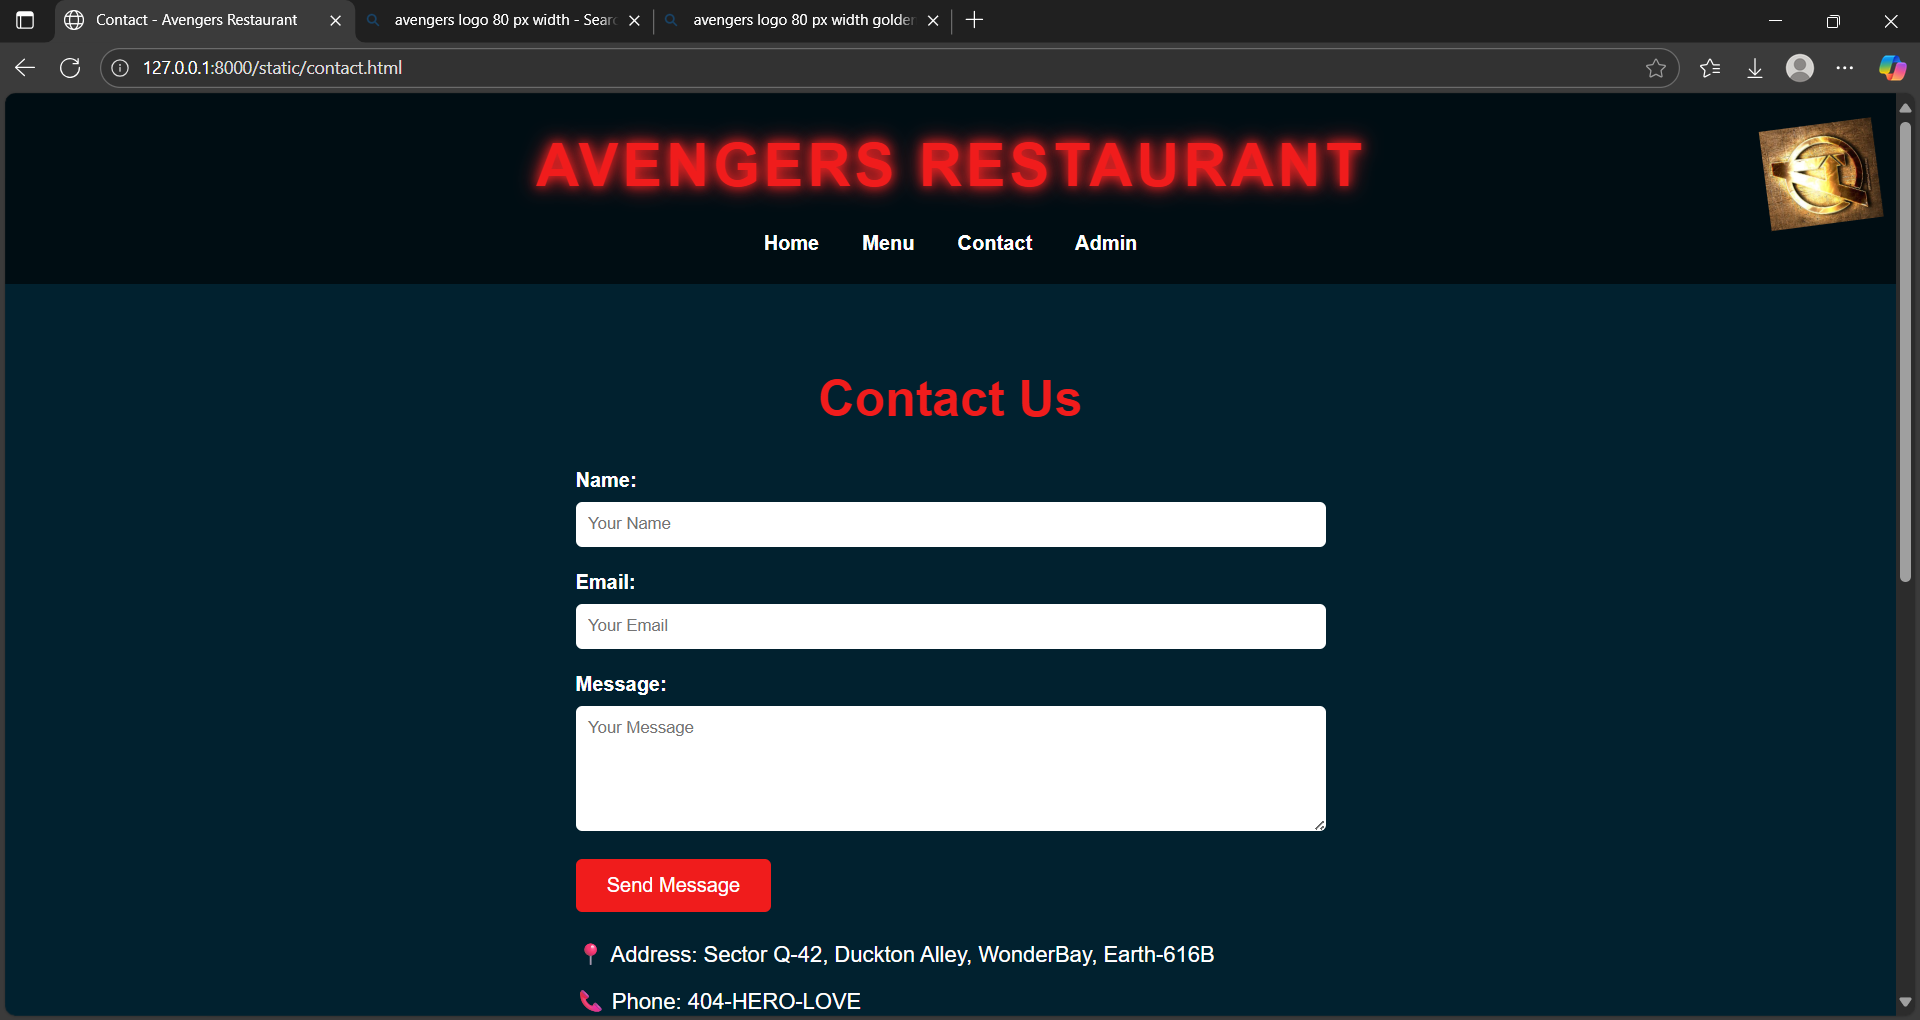 Contact - Avengers Restaurant
avengers logo 80 px width - Sear
avengers logo 80 px width golden
127.0.0.1:8000/static/contact.html
AVENGERS RESTAURANT
Home Menu Contact Admin
Contact Us
Name:
Your Name
Email:
Your Email
Message:
Your Message
Send Message
📍 Address: Sector Q-42, Duckton Alley, WonderBay, Earth-616B
📞 Phone: 404-HERO-LOVE